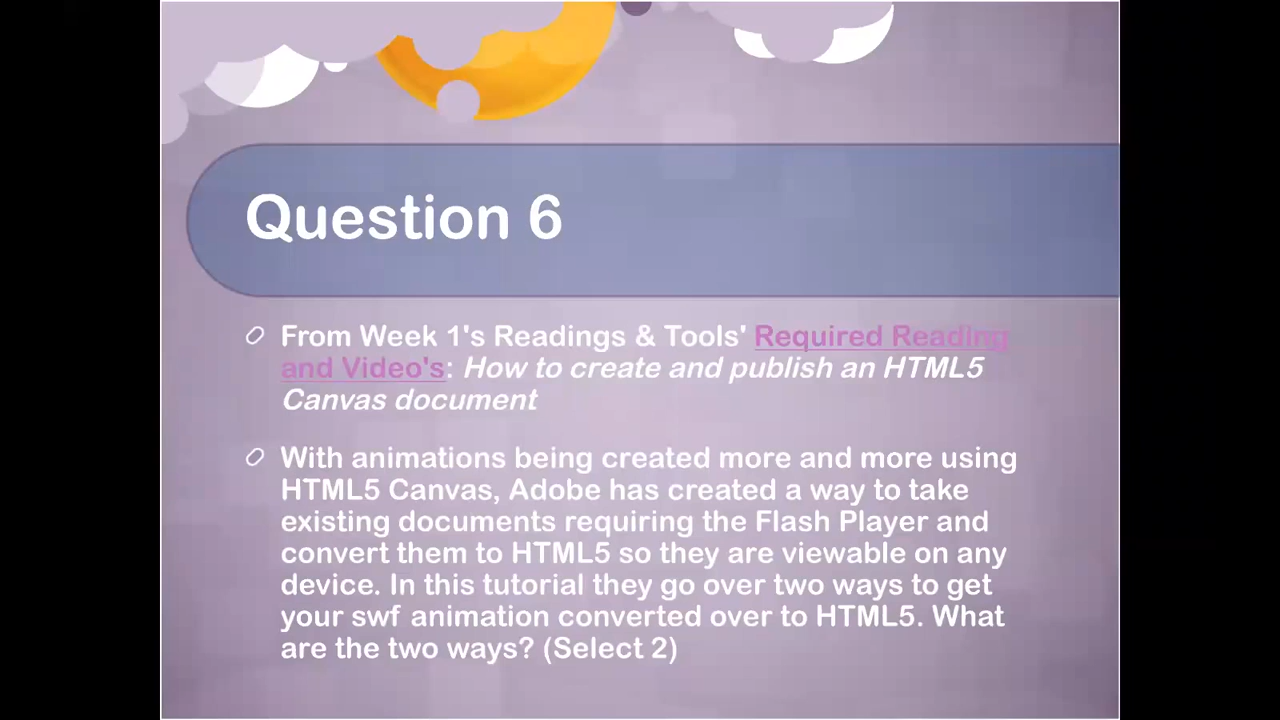 Question 6
From Week 1's Readings & Tools' Required Reading
and Video's: How to create and publish an HTML5
Canvas document
With animations being created more and more using
HTML5 Canvas, Adobe has created a way to take
existing documents requiring the Flash Player and
convert them to HTML5 so they are viewable on any
device. In this tutorial they go over two ways to get
your swf animation converted over to HTML5. What
are the two ways? (Select 2)